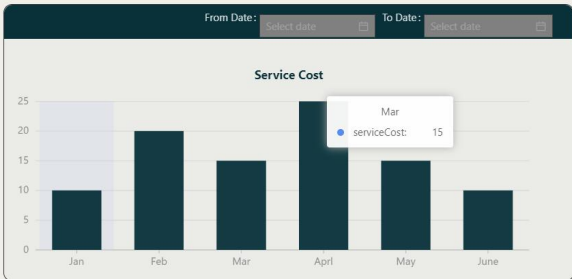 From Date: Select date To Date: Select date
Service Cost
Mar
serviceCost: 15
25
20
15
10
5
0
Jan Feb Mar Aprl May June